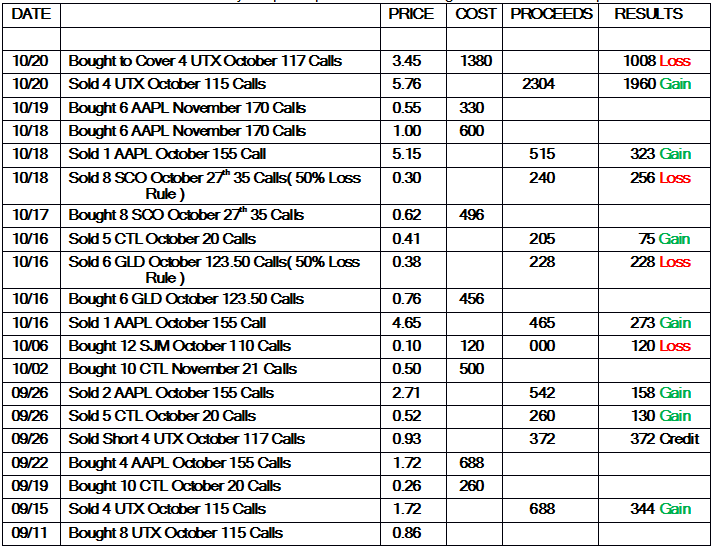 DATE PRICE COST PROCEEDS RESULTS
10/20 Bought to Cover 4 UTX October 117 Calls 3.45 1380 1008 Loss
10/20 Sold 4 UTX October 115 Calls 5.76 2304 1960 Gain
10/19 Bought 6 AAPL November 170 Calls 0.55 330
10/18 Bought 6 AAPL November 170 Calls 1.00 600
10/18 Sold 1 AAPL October 155 Call 5.15 515 323 Gain
10/18 Sold 8 SCO October 27th 35 Calls( 50% Loss 0.30 240 256 Loss
Rule )
10/17 Bought 8 SCO October 27th 35 Calls 0.62 496
10/16 Sold 5 CTL October 20 Calls 0.41 205 75 Gain
10/16 Sold 6 GLD October 123.50 Calls( 50% Loss 0.38 228 228 Loss
Rule )
10/16 Bought 6 GLD October 123.50 Calls 0.76 456
10/16 Sold 1 AAPL October 155 Call 4.65 465 273 Gain
10/06 Bought 12 SJM October 110 Calls 0.10 120 000 120 Loss
10/02 Bought 10 CTL November 21 Calls 0.50 500
09/26 Sold 2 AAPL October 155 Calls 2.71 542 158 Gain
09/26 Sold 5 CTL October 20 Calls 0.52 260 130 Gain
09/26 Sold Short 4 UTX October 117 Calls 0.93 372 372 Credit
09/22 Bought 4 AAPL October 155 Calls 1.72 688
09/19 Bought 10 CTL October 20 Calls 0.26 260
09/15 Sold 4 UTX October 115 Calls 1.72 688 344 Gain
09/11 Bought 8 UTX October 115 Calls 0.86